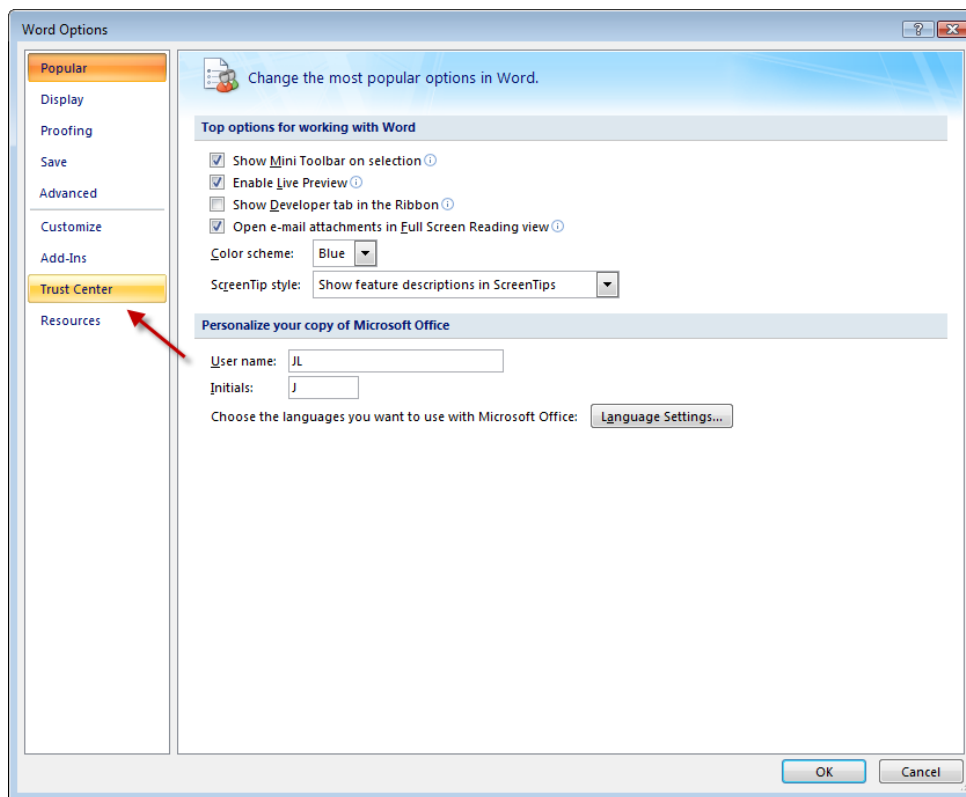 Word Options
Popular
Display
Proofing
Save
Advanced
Customize
Add-Ins
Trust Center
Resources
Change the most popular options in Word.
Top options for working with Word
Show Mini Toolbar on selection
Enable Live Preview
Show Developer tab in the Ribbon
Open e-mail attachments in Full Screen Reading view
Color scheme: Blue
ScreenTip style: Show feature descriptions in ScreenTips
Personalize your copy of Microsoft Office
User name: JL
Initials: J
Choose the languages you want to use with Microsoft Office: Language Settings...
OK Cancel